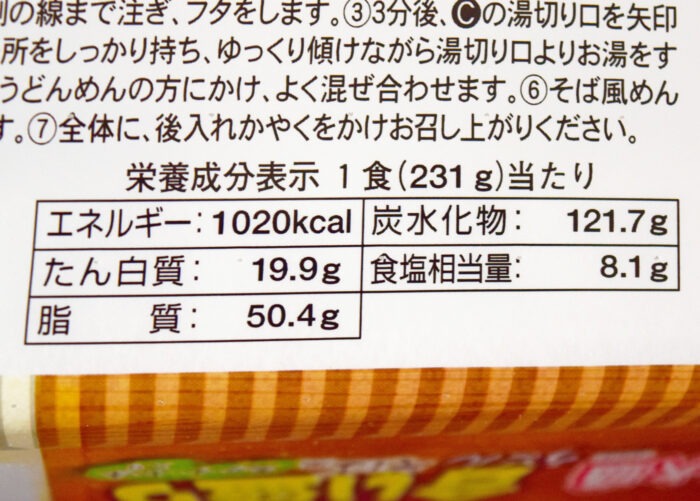 の線まで注ぎ、フタをします。③3分後、Cの湯切り口を矢印
所をしっかり持ち、ゆっくり傾けながら湯切り口よりお湯をす
うどんめんの方にかけ、よく混ぜ合わせます。⑥そば風めん
す。⑦全体に、後入れかやくをかけお召し上がりください。
栄養成分表示 1食(231g)当たり
エネルギー: 1020kcal 炭水化物: 121.7g
たん白質: 19.9g 食塩相当量: 8.1g
脂質: 50.4g